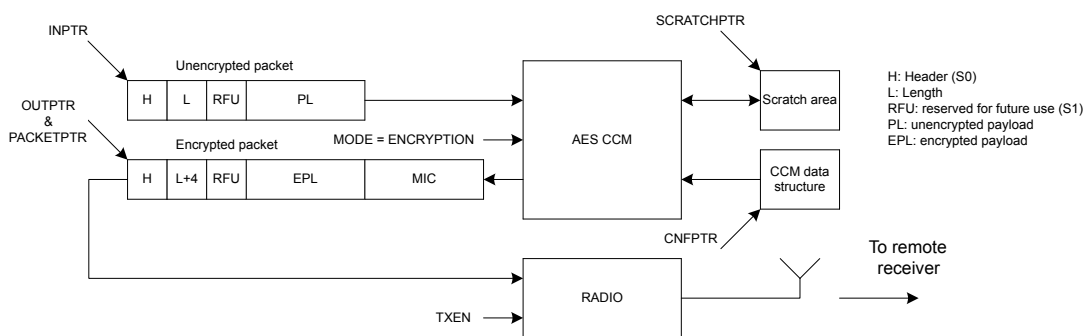 INPTR
SCRATCHPTR
Unencrypted packet
H L RFU PL
OUTPTR
&
PACKETPTR
MODE = ENCRYPTION
AES CCM
Scratch area
H: Header (S0)
L: Length
RFU: reserved for future use (S1)
PL: unencrypted payload
EPL: encrypted payload
Encrypted packet
H L+4 RFU EPL MIC
CCM data
structure
CNFPTR
To remote
receiver
RADIO
TXEN